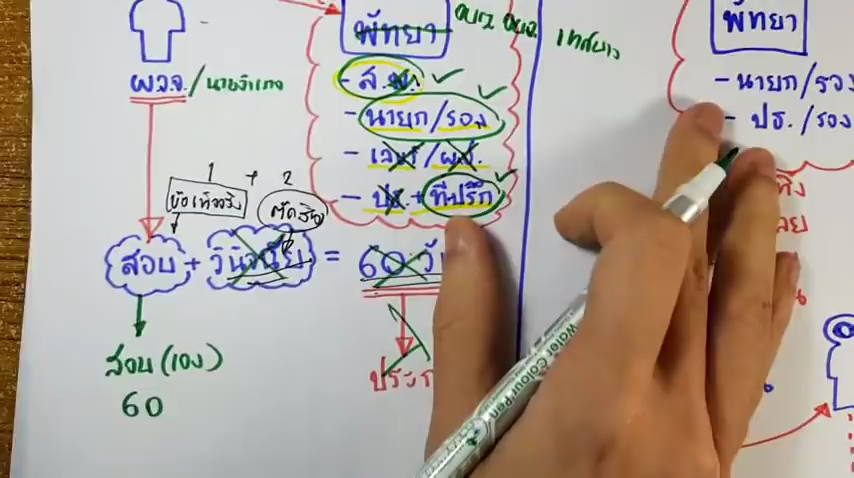 พัทยา
อบต. อบจ. เทศบาล
ผวจ. / นายอำเภอ
- ส.พ.
- นายก/รอง
- เลขา/ผช.
- ปธ. + ที่ปรึก
1 + 2
ข้อเท็จจริง
ตัดสิน
สอบ + วินิจฉัย = 60 วั
สอบ (เอง)
60
ประก
พัทยา
- นายก/รอง
- ปธ./รอง
Water Colour Pen